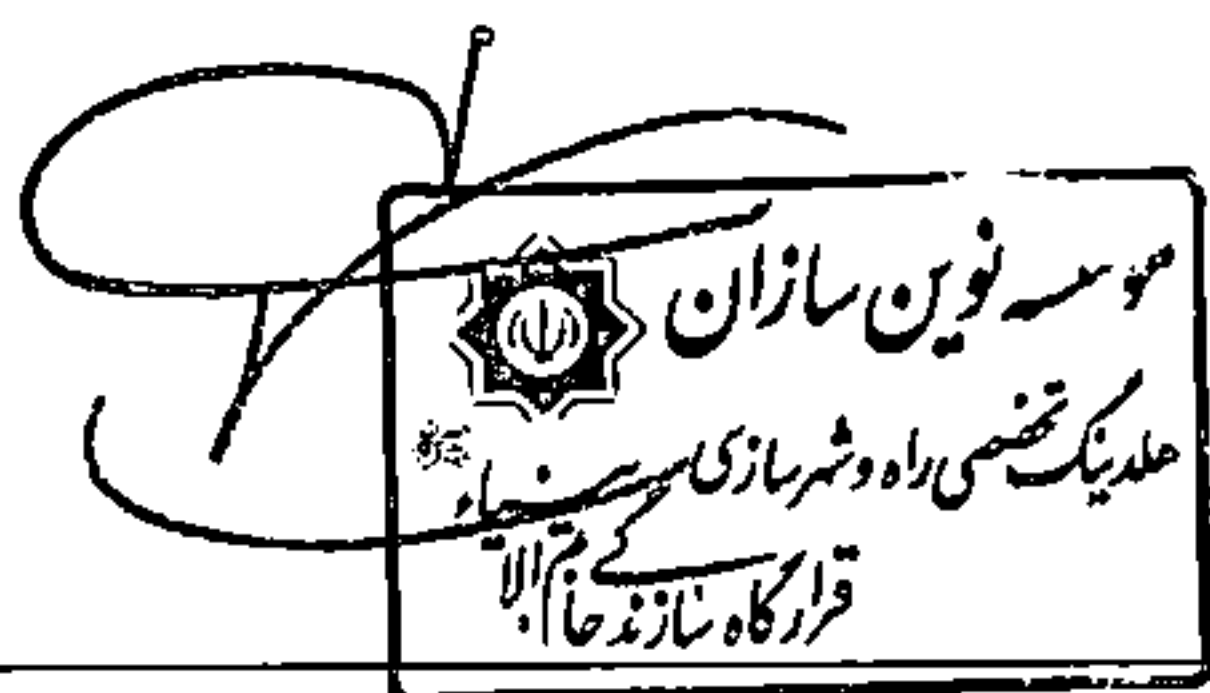 موسسه نوین سازان
هلدینگ تخصصی راه و شهرسازی
قرارگاه سازندگی خاتم الانبیاء